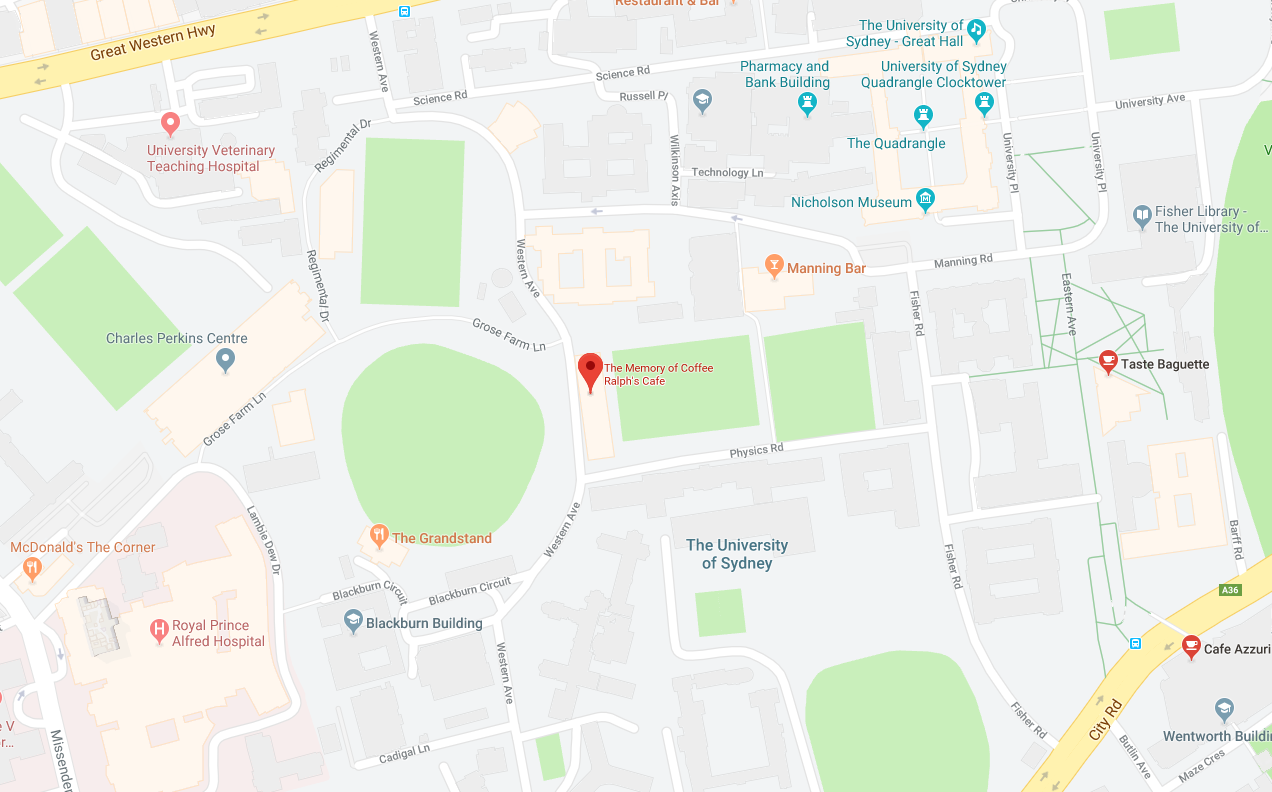 Restaurant & Bar
The University of
Sydney - Great Hall
Great Western Hwy
Western Ave
Science Rd
Science Rd
Pharmacy and
Bank Building
University of Sydney
Quadrangle Clocktower
Russell Pl
University Ave
The Quadrangle
University Veterinary
Teaching Hospital
Regimental Dr
Wilkinson Axis
Technology Ln
University Pl
University Pl
Nicholson Museum
Fisher Library -
The University of...
V
Western Ave
Regimental Dr
Manning Bar
Manning Rd
Eastern Ave
Fisher Rd
Charles Perkins Centre
Grose Farm Ln
The Memory of Coffee
Ralph's Cafe
Taste Baguette
Grose Farm Ln
Physics Rd
Lambie Dew Dr
Western Ave
The Grandstand
McDonald's The Corner
The University
of Sydney
Fisher Rd
Barff Rd
A36
Blackburn Circuit
Blackburn Circuit
Blackburn Building
H
Royal Prince
Alfred Hospital
Cafe Azzuri
Western Ave
Fisher Rd
City Rd
e V
or...
Missenden
Cadigal Ln
Butlin Ave
Wentworth Buildin
Maze Cres